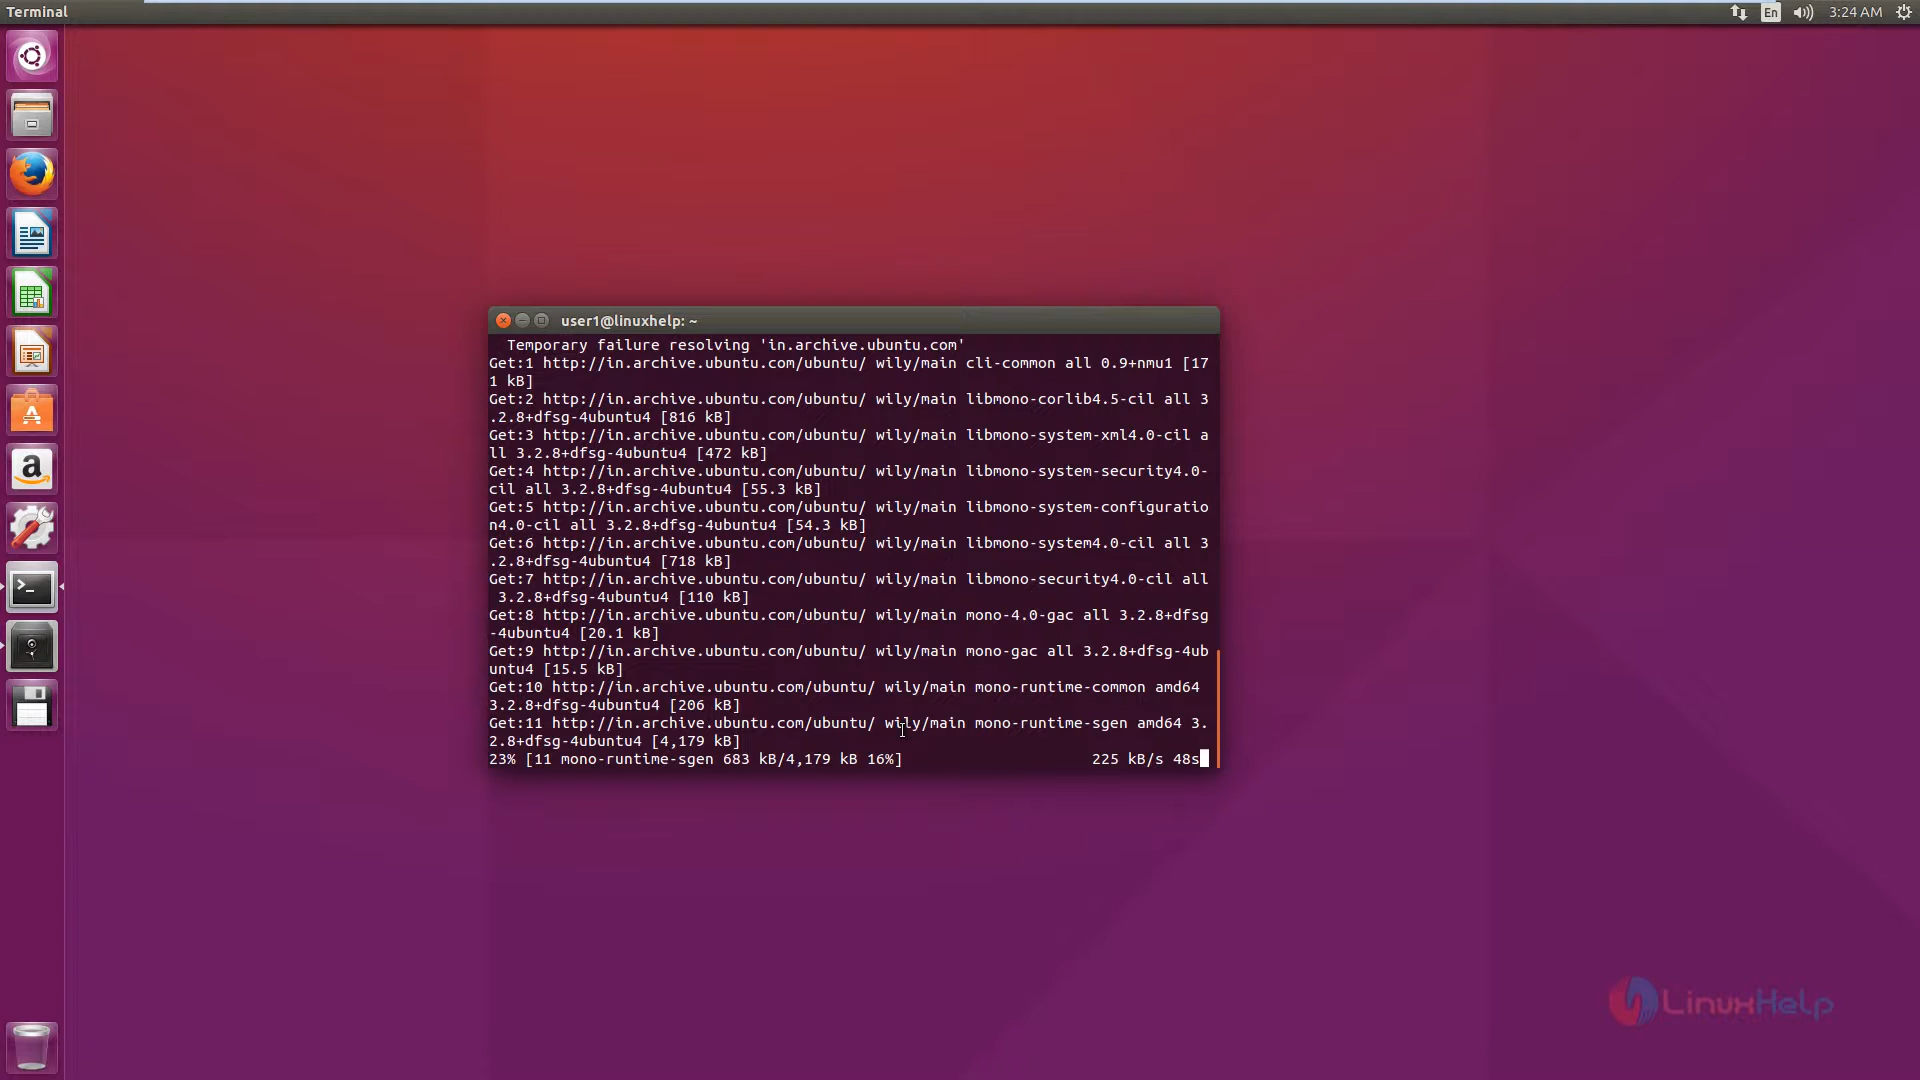 Terminal
En
3:24 AM
user1@linuxhelp: ~
Temporary failure resolving 'in.archive.ubuntu.com'
Get:1 http://in.archive.ubuntu.com/ubuntu/ wily/main cli-common all 0.9+nmu1 [17
1 kB]
Get:2 http://in.archive.ubuntu.com/ubuntu/ wily/main libmono-corlib4.5-cil all 3
.2.8+dfsg-4ubuntu4 [816 kB]
Get:3 http://in.archive.ubuntu.com/ubuntu/ wily/main libmono-system-xml4.0-cil a
ll 3.2.8+dfsg-4ubuntu4 [472 kB]
Get:4 http://in.archive.ubuntu.com/ubuntu/ wily/main libmono-system-security4.0-
cil all 3.2.8+dfsg-4ubuntu4 [55.3 kB]
Get:5 http://in.archive.ubuntu.com/ubuntu/ wily/main libmono-system-configuratio
n4.0-cil all 3.2.8+dfsg-4ubuntu4 [54.3 kB]
Get:6 http://in.archive.ubuntu.com/ubuntu/ wily/main libmono-system4.0-cil all 3
.2.8+dfsg-4ubuntu4 [718 kB]
Get:7 http://in.archive.ubuntu.com/ubuntu/ wily/main libmono-security4.0-cil all
3.2.8+dfsg-4ubuntu4 [110 kB]
Get:8 http://in.archive.ubuntu.com/ubuntu/ wily/main mono-4.0-gac all 3.2.8+dfsg
-4ubuntu4 [20.1 kB]
Get:9 http://in.archive.ubuntu.com/ubuntu/ wily/main mono-gac all 3.2.8+dfsg-4ub
untu4 [15.5 kB]
Get:10 http://in.archive.ubuntu.com/ubuntu/ wily/main mono-runtime-common amd64
3.2.8+dfsg-4ubuntu4 [206 kB]
Get:11 http://in.archive.ubuntu.com/ubuntu/ wily/main mono-runtime-sgen amd64 3.
2.8+dfsg-4ubuntu4 [4,179 kB]
23% [11 mono-runtime-sgen 683 kB/4,179 kB 16%] 225 kB/s 48s
LinuxHelp